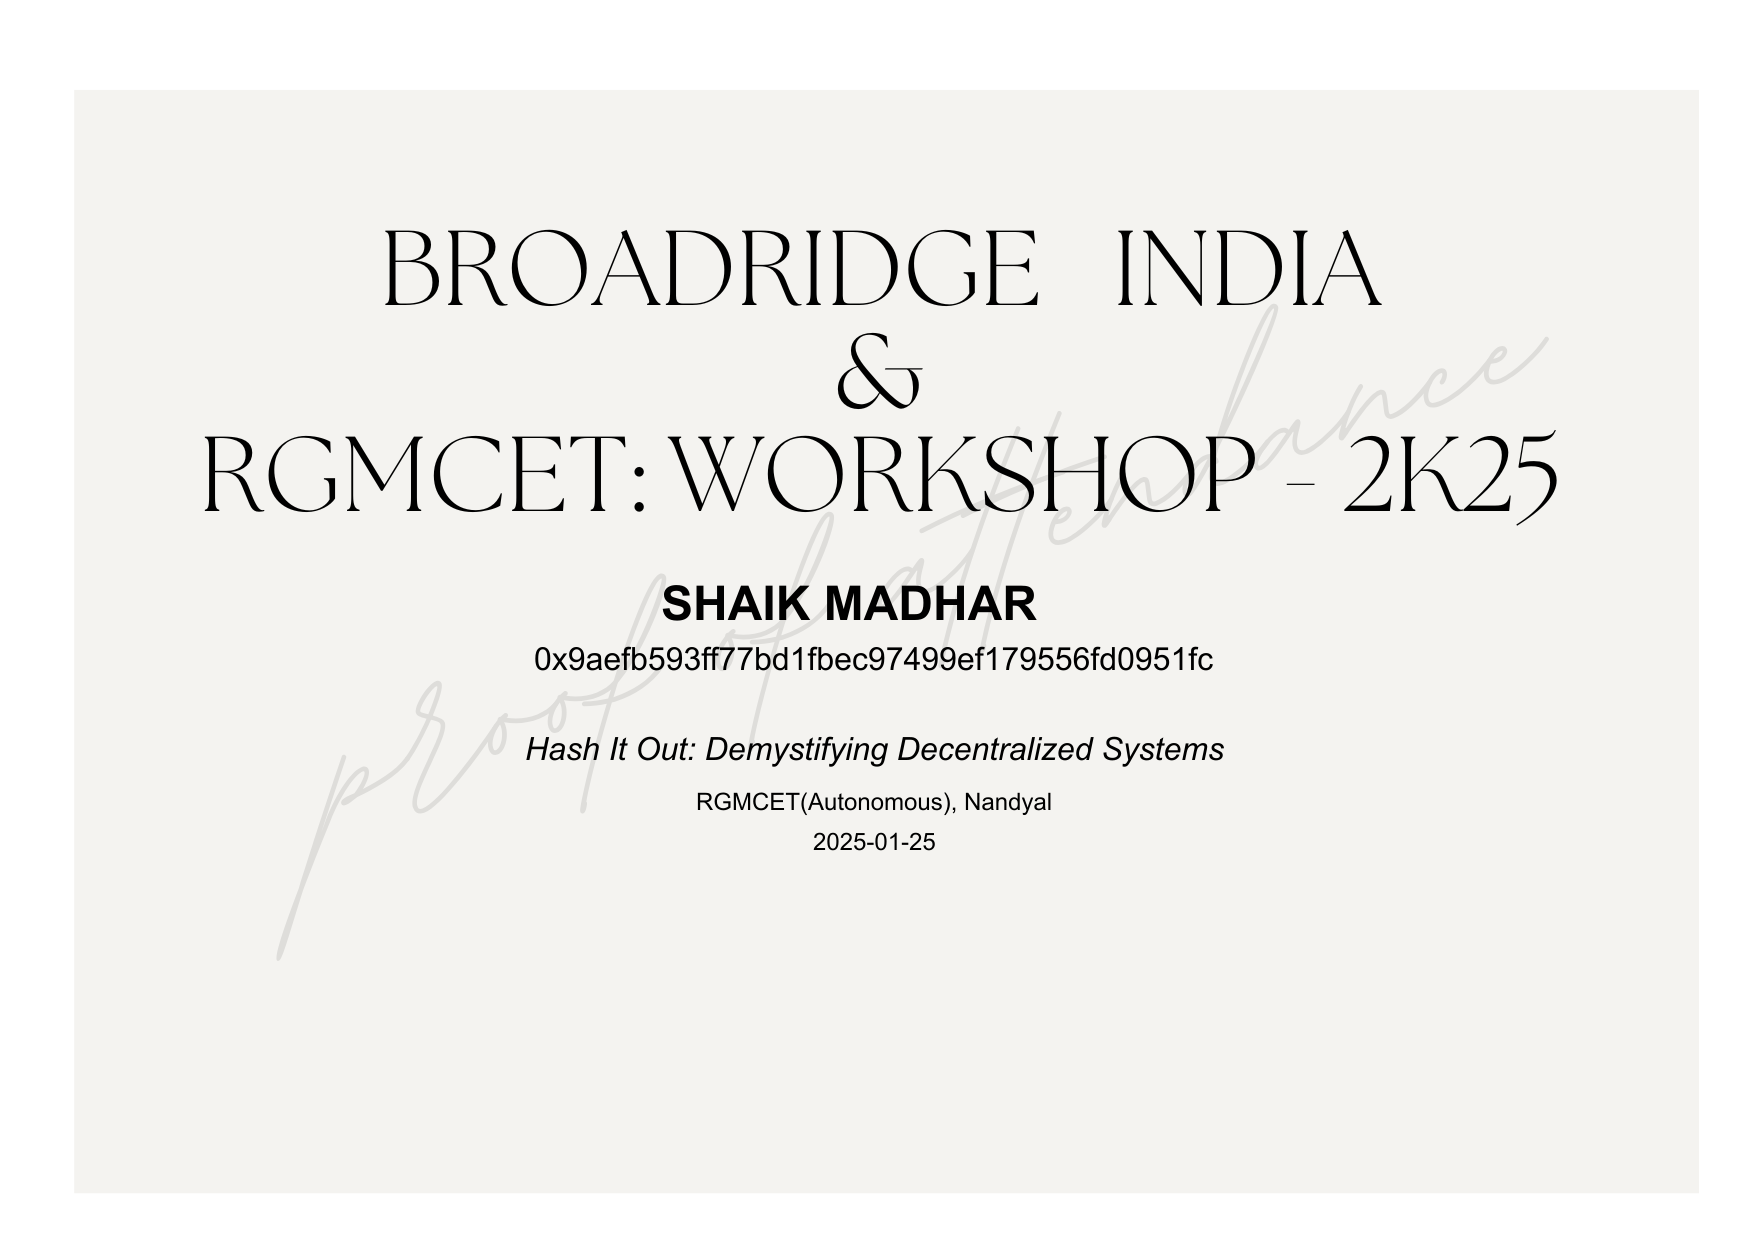 BROADRIDGE INDIA
&
RGMCET: WORKSHOP - 2K25
proof of attendance
SHAIK MADHAR
0x9aefb593ff77bd1fbec97499ef179556fd0951fc
Hash It Out: Demystifying Decentralized Systems
RGMCET(Autonomous), Nandyal
2025-01-25